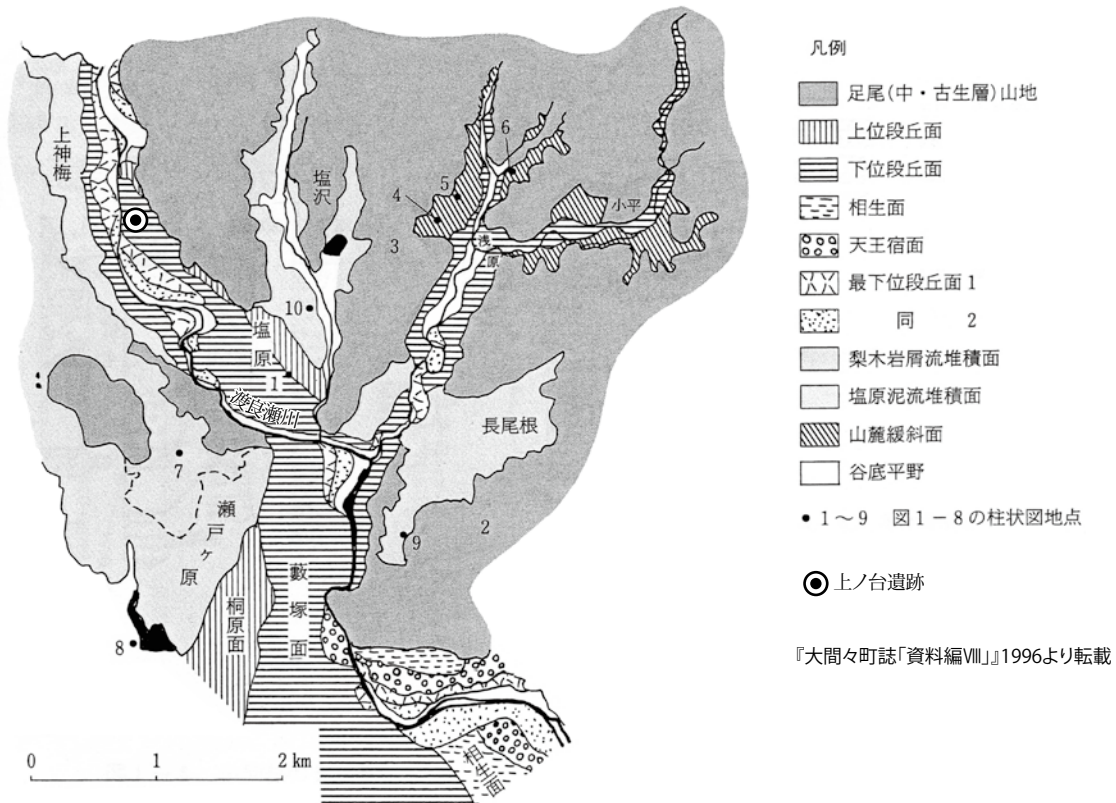 上神梅
塩沢
6
5
4
小平
3
浅原
10
塩原
1
渡良瀬川
長尾根
7
瀬戸ヶ原
2
9
藪塚面
桐原面
8
相生面
0 1 2 km
凡例
足尾(中・古生層)山地
上位段丘面
下位段丘面
相生面
天王宿面
最下位段丘面1
同 2
梨木岩屑流堆積面
塩原泥流堆積面
山麓緩斜面
谷底平野
• 1～9 図1-8の柱状図地点
上ノ台遺跡
『大間々町誌「資料編Ⅷ」』1996より転載